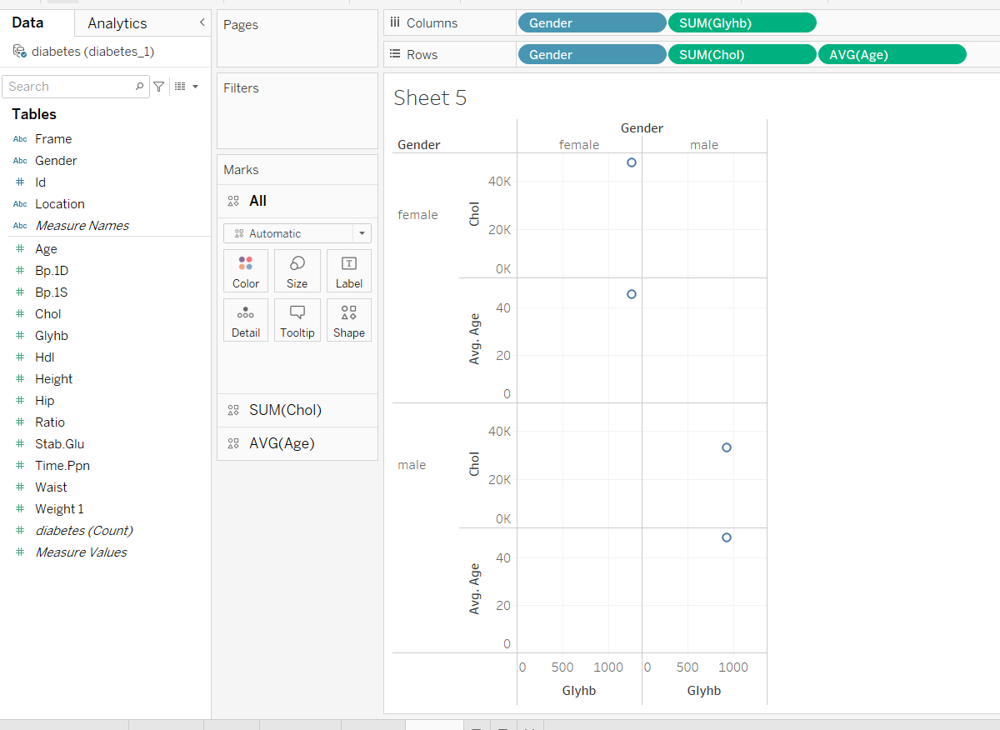 Data
Analytics
diabetes (diabetes_1)
Search
Tables
Abc Frame
Abc Gender
# Id
Abc Location
Abc Measure Names
# Age
# Bp.1D
# Bp.1S
# Chol
# Glyhb
# Hdl
# Height
# Hip
# Ratio
# Stab.Glu
# Time.Ppn
# Waist
# Weight 1
# diabetes (Count)
# Measure Values
Pages
Filters
Marks
All
Automatic
Color Size Label
Detail Tooltip Shape
SUM(Chol)
AVG(Age)
Columns Gender SUM(Glyhb)
Rows Gender SUM(Chol) AVG(Age)
Sheet 5
Gender
Gender female male
female
Chol
40K
20K
0K
Avg. Age
40
20
0
male
Chol
40K
20K
0K
Avg. Age
40
20
0
0 500 1000 0 500 1000
Glyhb Glyhb